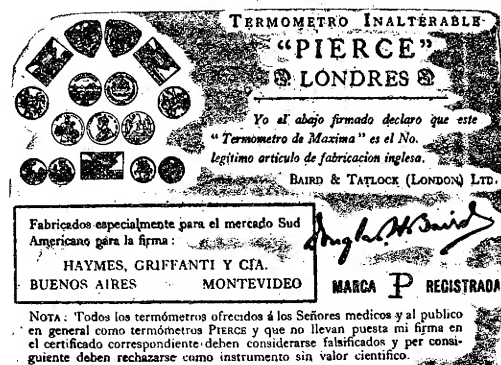 TERMOMETRO INALTERABLE
“PIERCE”
LONDRES
Yo el abajo firmado declaro que este
“Termometro de Maxima” es el No.
legitimo articulo de fabricacion inglesa.
BAIRD & TATLOCK (LONDON) LTD.
Fabricados especialmente para el mercado Sud
Americano para la firma :
HAYMES, GRIFFANTI Y CÍA.
BUENOS AIRES MONTEVIDEO
Douglas H Baird
MARCA P REGISTRADA
NOTA : Todos los termómetros ofrecidos á los Señores medicos y al publico
en general como termómetros PIERCE y que no llevan puesta mi firma en
el certificado correspondiente deben considerarse falsificados y por consi-
guiente deben rechazarse como instrumento sin valor cientifico.